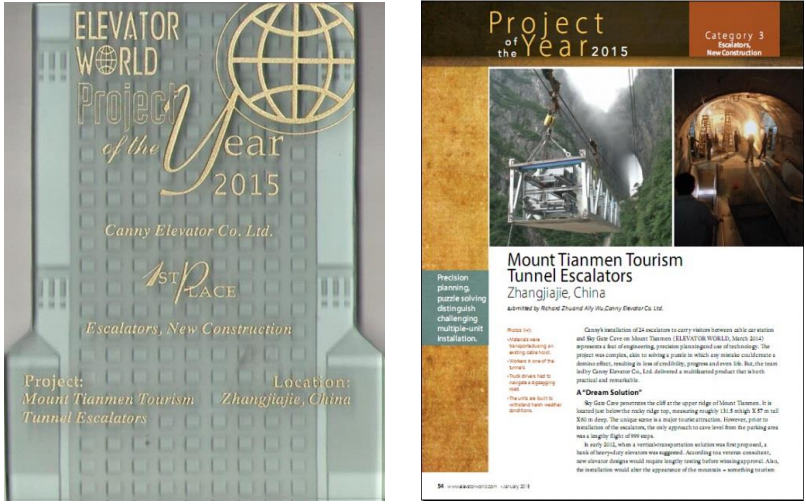 ELEVATOR
WORLD
Project
of the Year
2015
Canny Elevator Co. Ltd.
1ST PLACE
Escalators, New Construction
Project:
Mount Tianmen Tourism
Tunnel Escalators
Location:
Zhangjiajie, China
Project
of
the Year 2015
Category 3
Escalators,
New Construction
Precision
planning,
puzzle solving
distinguish
challenging
multiple-unit
installation.
Mount Tianmen Tourism
Tunnel Escalators
Zhangjiajie, China
submitted by Richard Zhu and Ally Wu, Canny Elevator Co. Ltd.
•Materials were
transported using an
existing cable hoist.
•Workers in one of the
tunnels
•Truck drivers had to
navigate a zigzagging
road.
•The units are built to
withstand harsh weather
conditions.
Canny's installation of 24 escalators to carry visitors between cable car station
and Sky Gate Cave on Mount Tianmen (ELEVATOR WORLD, March 2014)
represents a feat of engineering, precision planning and use of technology. The
project was complex, akin to solving a puzzle in which any mistake could create a
domino effect, resulting in loss of credibility, progress and even life. But, the team
led by Canny Elevator Co., Ltd. delivered a multifaceted product that is both
practical and remarkable.
A "Dream Solution"
Sky Gate Cave penetrates the cliff at the upper ridge of Mount Tianmen. It is
located just below the rocky ridge top, measuring roughly 131.5 m high X 57 m tall
X 60 m deep. The unique scene is a major tourist attraction. However, prior to
installation of the escalators, the only approach to cave level from the parking area
was a lengthy flight of 999 steps.
In early 2012, when a vertical-transportation solution was first proposed, a
bank of heavy-duty elevators was suggested. According to a veteran consultant,
new elevator designs would require lengthy testing before winning approval. Also,
the installation would alter the appearance of the mountain – something tourism
54 www.elevatorworld.com • January 2015